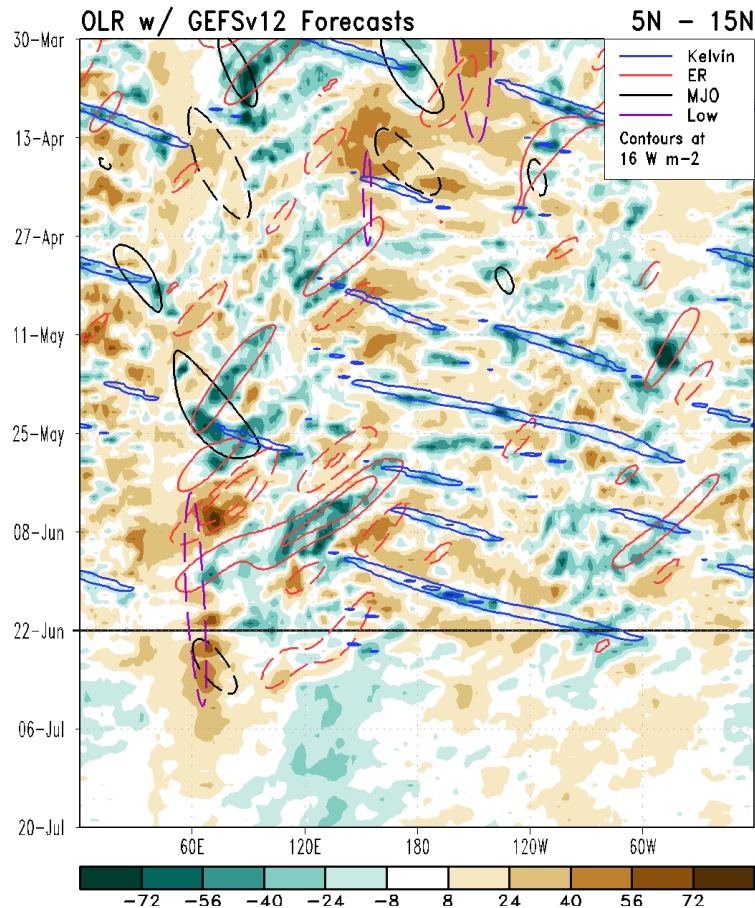 OLR w/ GEFSv12 Forecasts 5N - 15N
Kelvin
ER
MJO
Low
Contours at
16 W m-2
30-Mar
13-Apr
27-Apr
11-May
25-May
08-Jun
22-Jun
06-Jul
20-Jul
60E 120E 180 120W 60W
-72 -56 -40 -24 -8 8 24 40 56 72